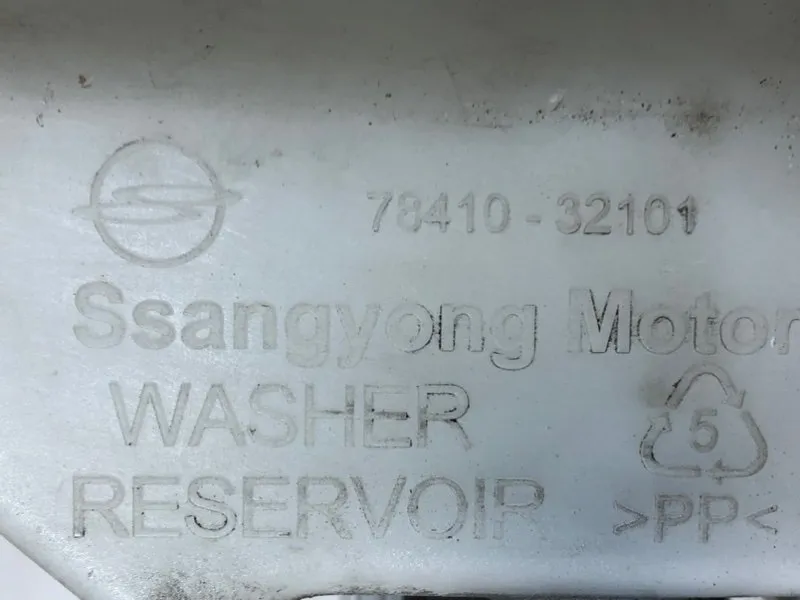 78410 - 32101
Ssangyong Motor
WASHER
RESERVOIR
5
>PP<